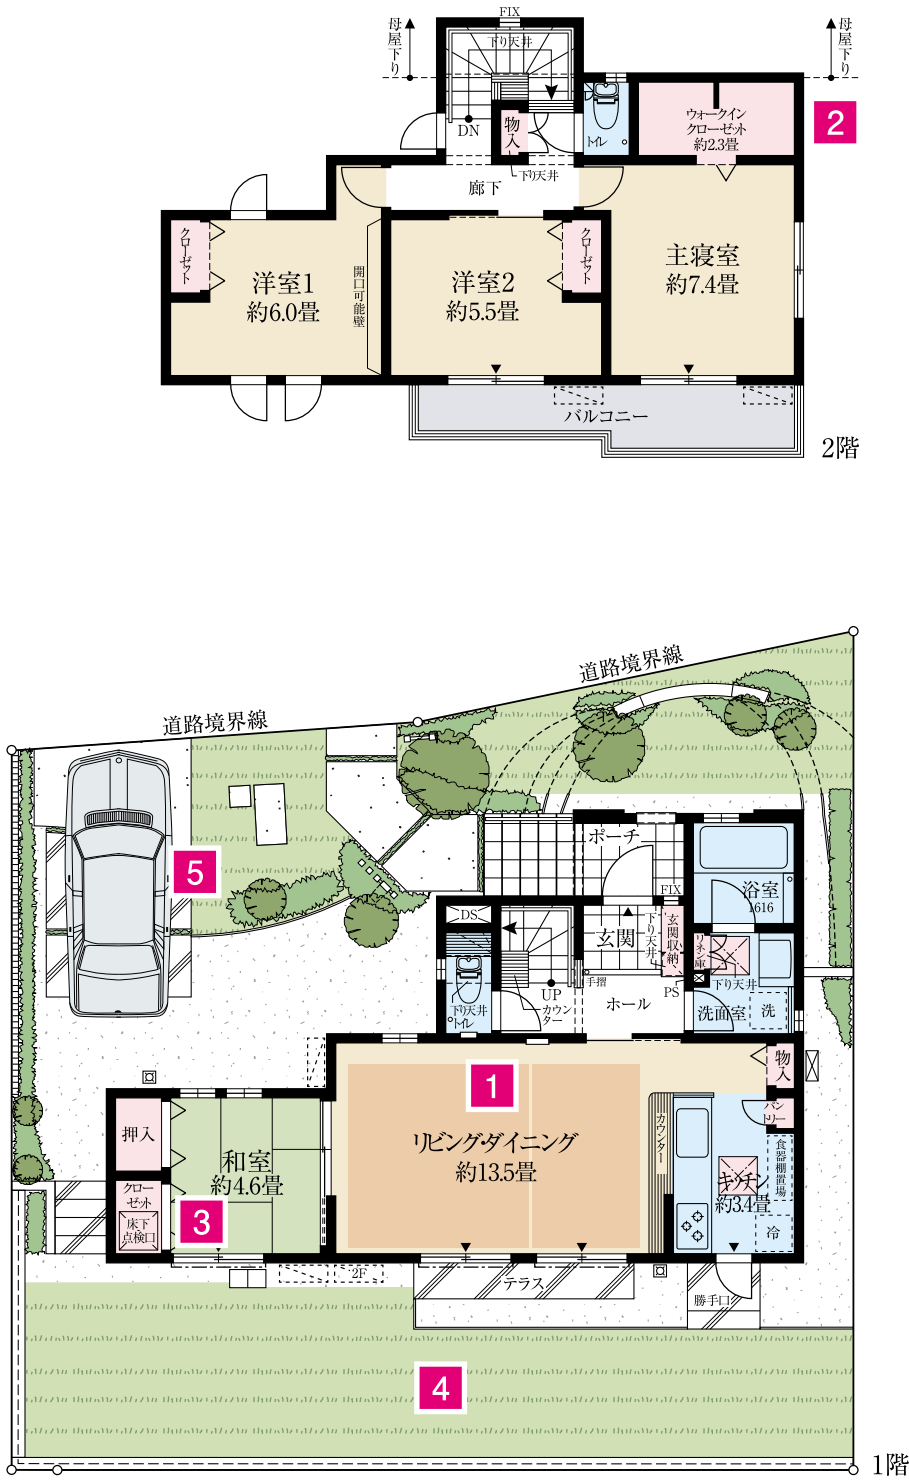 FIX
母屋下り
母屋下り
下り天井
DN
物入
トイレ
ウォークイン
クローゼット
約2.3畳
2
下り天井
廊下
クローゼット
洋室1
約6.0畳
開口可能壁
洋室2
約5.5畳
クローゼット
主寝室
約7.4畳
バルコニー
2階
道路境界線
道路境界線
5
ポーチ
FIX
浴室
1616
DS
玄関
下り天井
玄関収納
リネン庫
下り天井
手摺
ホール
PS
洗面室
洗
UP
カウン
ター
下り天井
トイレ
1
物入
パン
トリー
押入
和室
約4.6畳
リビング・ダイニング
約13.5畳
カウンター
食器棚置場
キッチン
約3.4畳
クロー
ゼット
床下
点検口
3
冷
2F
テラス
勝手口
4
1階